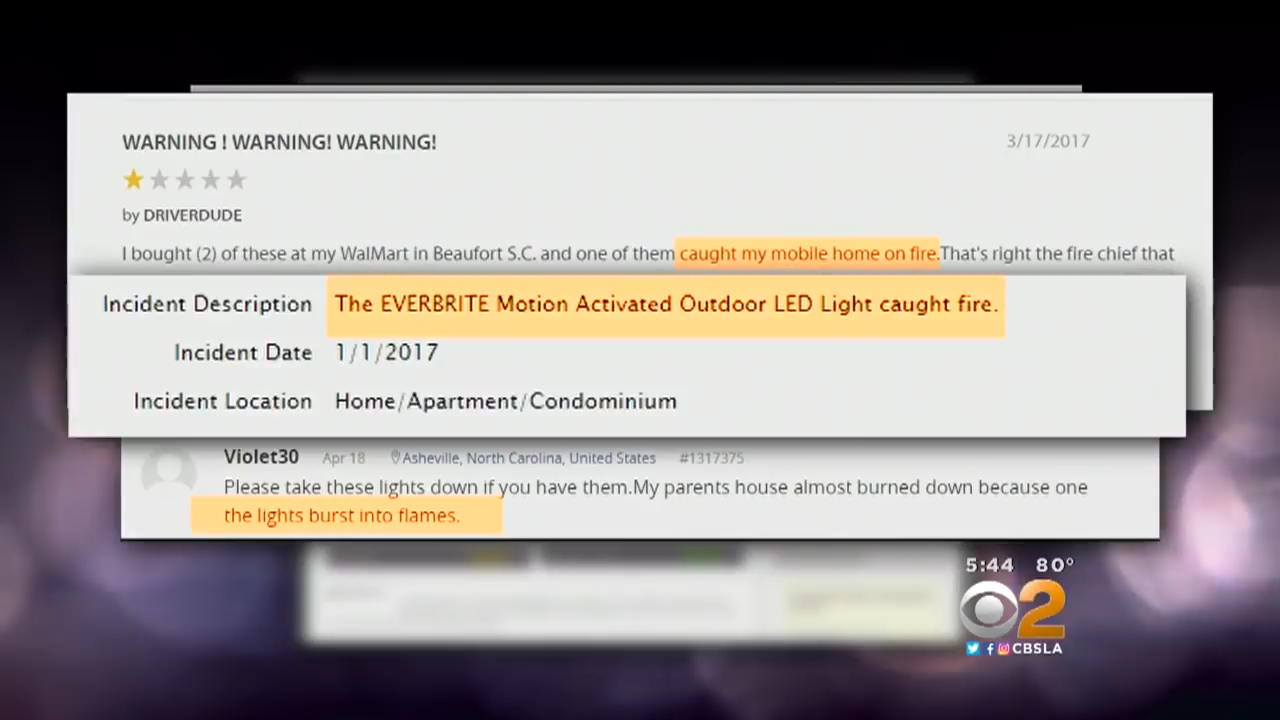 WARNING ! WARNING! WARNING!
3/17/2017
by DRIVERDUDE
I bought (2) of these at my WalMart in Beaufort S.C. and one of them caught my mobile home on fire.That's right the fire chief that
Incident Description The EVERBRITE Motion Activated Outdoor LED Light caught fire.
Incident Date 1/1/2017
Incident Location Home/Apartment/Condominium
Violet30 Apr 18 Asheville, North Carolina, United States #1317375
Please take these lights down if you have them.My parents house almost burned down because one
the lights burst into flames.
5:44 80°
2
CBSLA